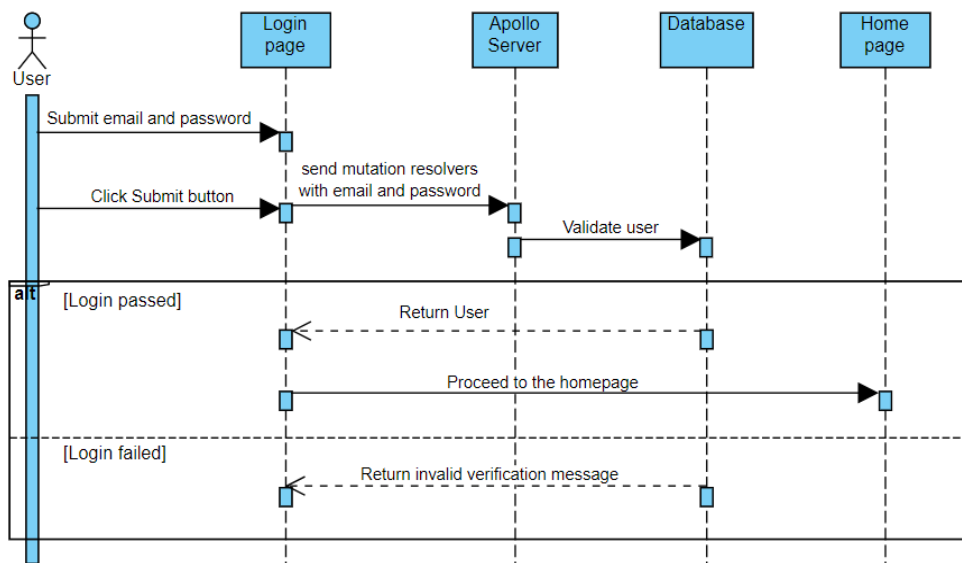 Login
page
Apollo
Server
Database
Home
page
User
Submit email and password
send mutation resolvers
with email and password
Click Submit button
Validate user
alt
[Login passed]
Return User
Proceed to the homepage
[Login failed]
Return invalid verification message